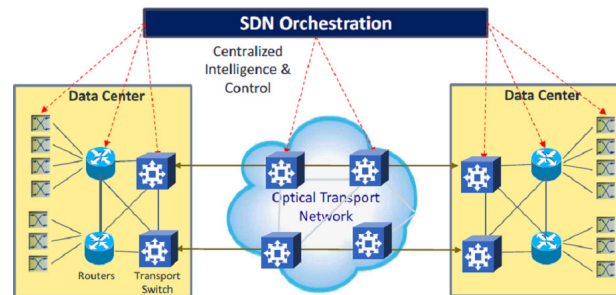 SDN Orchestration
Centralized
Intelligence &
Control
Data Center
Data Center
Optical Transport
Network
Routers
Transport
Switch